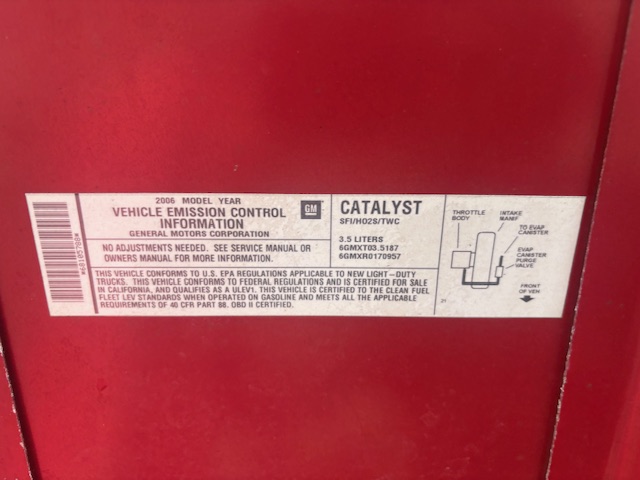 2006 MODEL YEAR
VEHICLE EMISSION CONTROL
INFORMATION
GENERAL MOTORS CORPORATION
GM
NO ADJUSTMENTS NEEDED. SEE SERVICE MANUAL OR
OWNERS MANUAL FOR MORE INFORMATION.
CATALYST
SFI/HO2S/TWC
3.5 LITERS
6GMXT03.5187
6GMXR0170957
THIS VEHICLE CONFORMS TO U.S. EPA REGULATIONS APPLICABLE TO NEW LIGHT-DUTY
TRUCKS. THIS VEHICLE CONFORMS TO FEDERAL REGULATIONS AND IS CERTIFIED FOR SALE
IN CALIFORNIA, AND QUALIFIES AS A ULEV1. THIS VEHICLE IS CERTIFIED TO THE CLEAN FUEL
FLEET LEV STANDARDS WHEN OPERATED ON GASOLINE AND MEETS ALL THE APPLICABLE
REQUIREMENTS OF 40 CFR PART 88. OBD II CERTIFIED.
THROTTLE
BODY
INTAKE
MANIF
TO EVAP
CANISTER
EVAP
CANISTER
PURGE
VALVE
FRONT
OF VEH